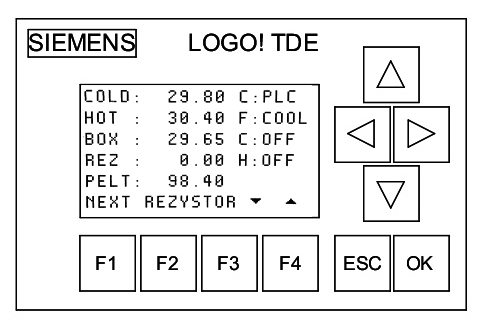 SIEMENS LOGO! TDE
COLD: 29.80 C:PLC
HOT : 30.40 F:COOL
BOX : 29.65 C:OFF
REZ : 0.00 H:OFF
PELT: 98.40
NEXT REZYSTOR ▼ ▲
F1 F2 F3 F4 ESC OK